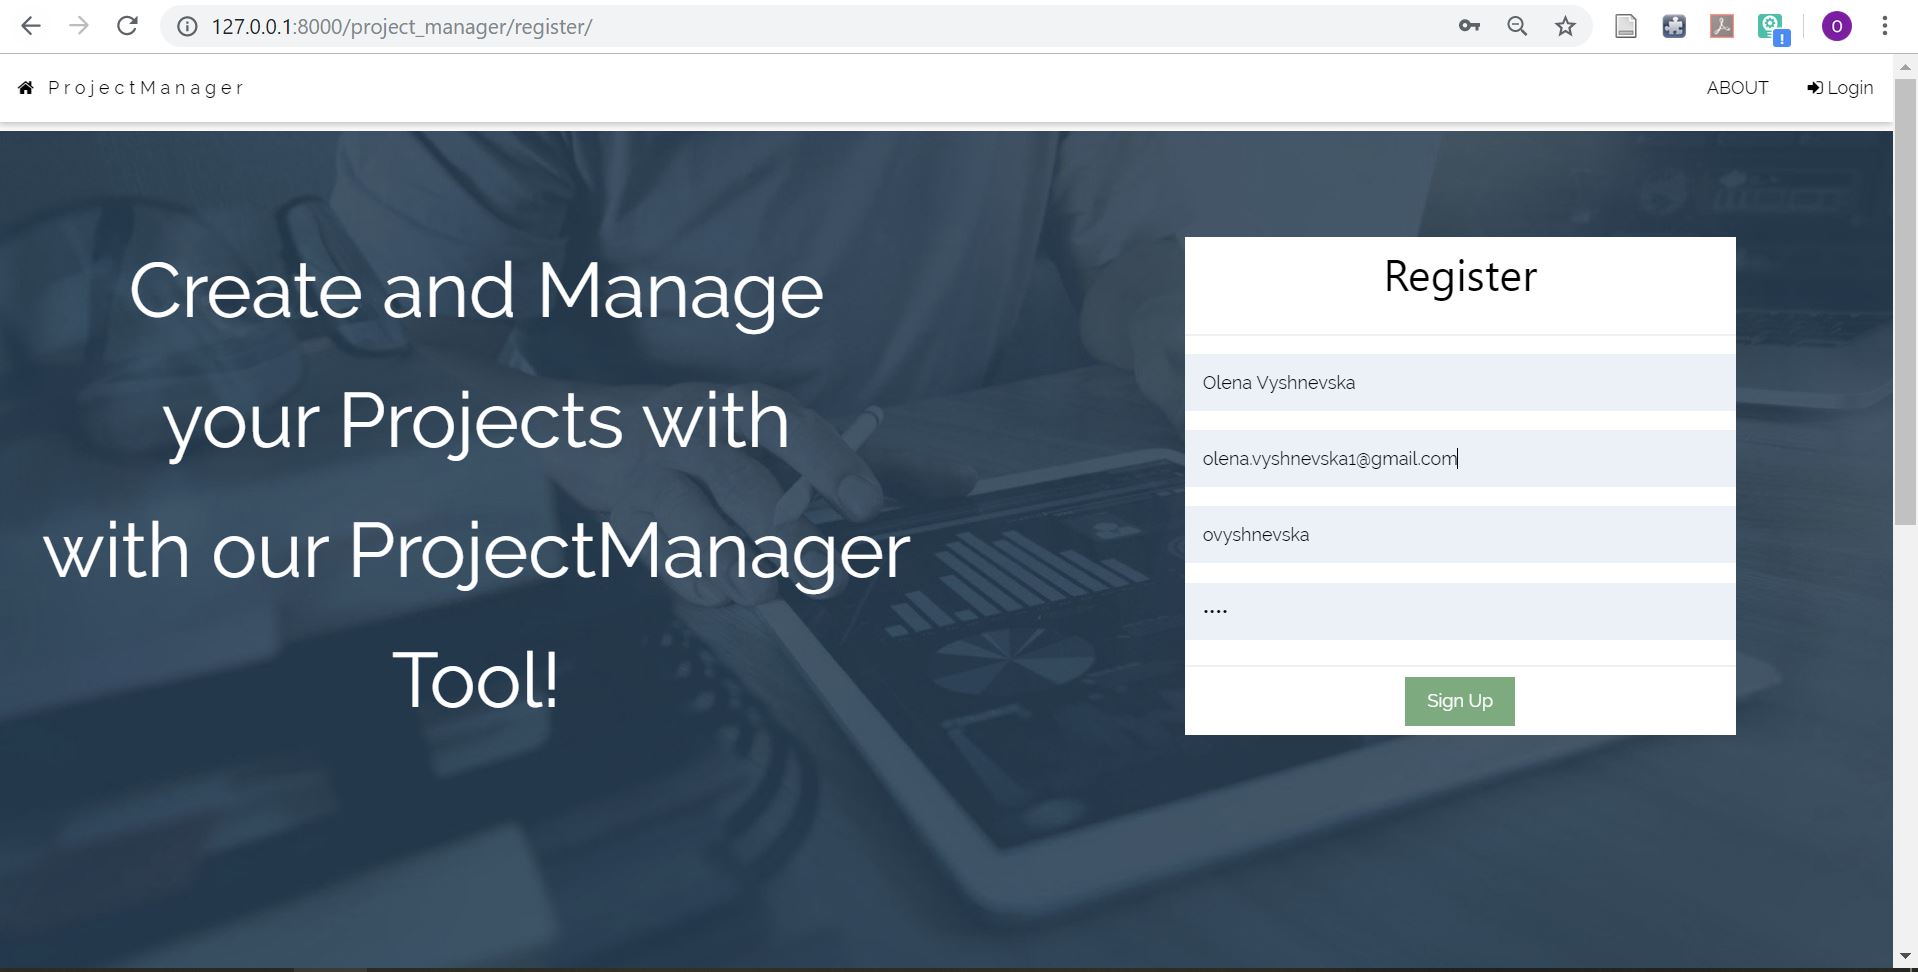 127.0.0.1:8000/project_manager/register/
O
ProjectManager
ABOUT
Login
Create and Manage
your Projects with
with our ProjectManager
Tool!
Register
Olena Vyshnevska
olena.vyshnevska1@gmail.com
ovyshnevska
····
Sign Up